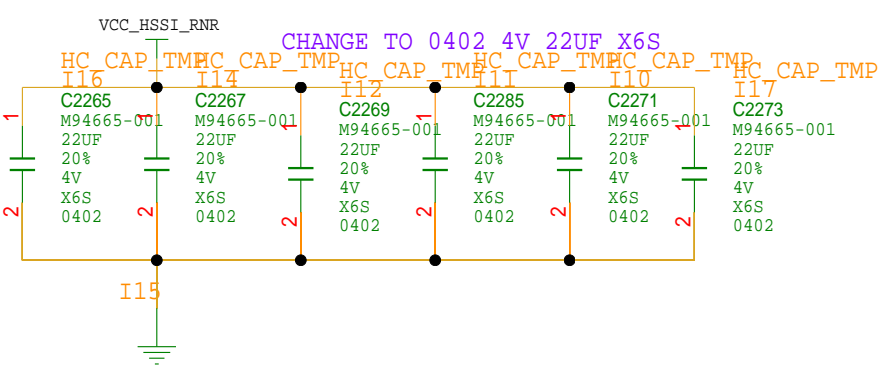 VCC_HSSI_RNR
CHANGE TO 0402 4V 22UF X6S
HC_CAP_TMP
I16
1
C2265
M94665-001
22UF
20%
4V
X6S
0402
2
HC_CAP_TMP
I14
1
C2267
M94665-001
22UF
20%
4V
X6S
0402
2
HC_CAP_TMP
I12
1
C2269
M94665-001
22UF
20%
4V
X6S
0402
2
HC_CAP_TMP
I11
1
C2285
M94665-001
22UF
20%
4V
X6S
0402
2
HC_CAP_TMP
I10
1
C2271
M94665-001
22UF
20%
4V
X6S
0402
2
HC_CAP_TMP
I17
1
C2273
M94665-001
22UF
20%
4V
X6S
0402
2
I15